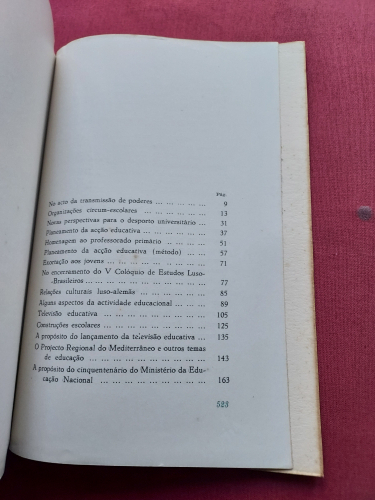 Pág.
No acto da transmissão de poderes ... ... ... ... ... 9
Organizações circum-escolares ... ... ... ... ... ... 13
Novas perspectivas para o desporto universitário ... 31
Planeamento da acção educativa ... ... ... ... ... 37
Homenagem ao professorado primário ... ... ... ... 51
Planeamento da acção educativa (método) ... ... ... 57
Exortação aos jovens ... ... ... ... ... ... ... ... 71
No encerramento do V Colóquio de Estudos Luso-
-Brasileiros ... ... ... ... ... ... ... ... ... ... 77
Relações culturais luso-alemãs ... ... ... ... ... ... 85
Alguns aspectos da actividade educacional ... ... ... 89
Televisão educativa ... ... ... ... ... ... ... ... 105
Construções escolares ... ... ... ... ... ... ... ... 125
A propósito do lançamento da televisão educativa ... 135
O Projecto Regional do Mediterrâneo e outros temas
de educação ... ... ... ... ... ... ... ... ... ... 143
A propósito do cinquentenário do Ministério da Edu-
cação Nacional ... ... ... ... ... ... ... ... ... 163
523